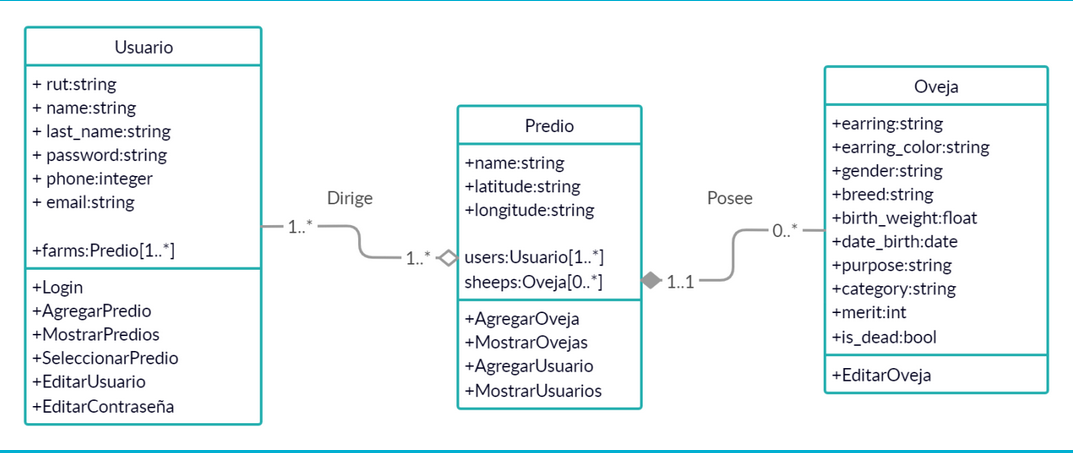 Usuario
+ rut:string
+ name:string
+ last_name:string
+ password:string
+ phone:integer
+ email:string
+farms:Predio[1..*]
+Login
+AgregarPredio
+MostrarPredios
+SeleccionarPredio
+EditarUsuario
+EditarContraseña
Dirige
1..*
1..*
Predio
+name:string
+latitude:string
+longitude:string
users:Usuario[1..*]
sheeps:Oveja[0..*]
+AgregarOveja
+MostrarOvejas
+AgregarUsuario
+MostrarUsuarios
Posee
1..1
0..*
Oveja
+earring:string
+earring_color:string
+gender:string
+breed:string
+birth_weight:float
+date_birth:date
+purpose:string
+category:string
+merit:int
+is_dead:bool
+EditarOveja